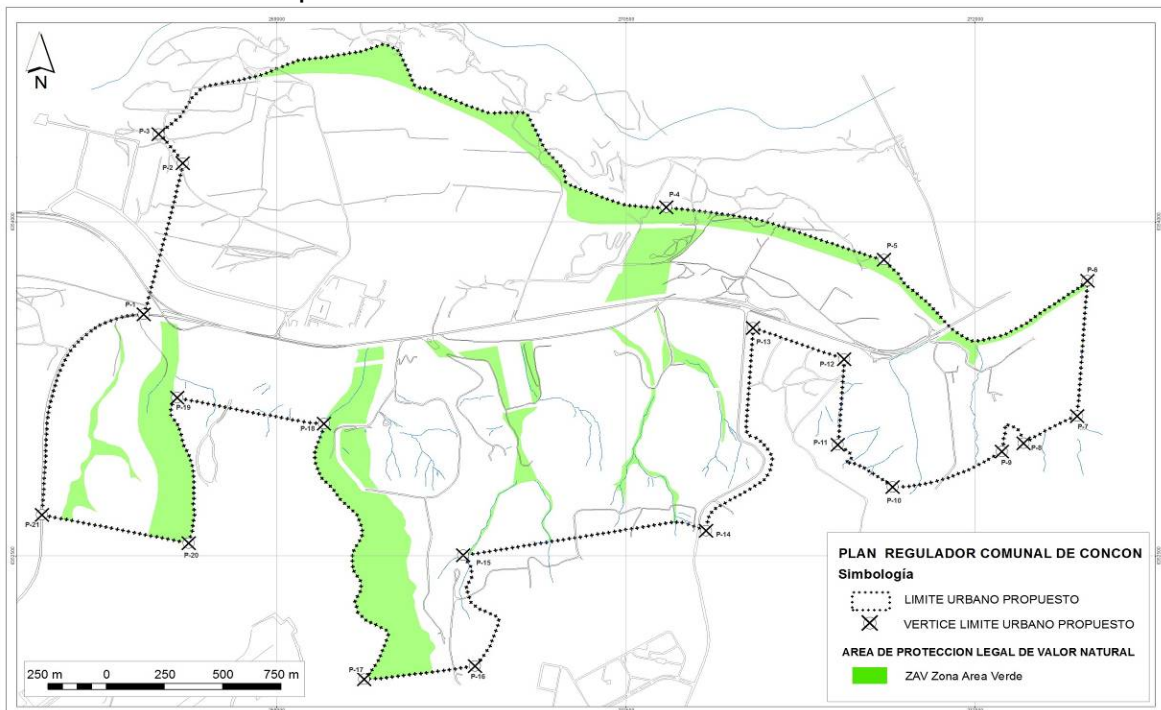 N
P-3
P-2
P-4
P-5
P-6
P-1
P-13
P-12
P-19
P-18
P-11
P-7
P-8
P-9
P-10
P-21
P-20
P-14
P-15
P-17
P-16
PLAN REGULADOR COMUNAL DE CONCON
Simbología
LIMITE URBANO PROPUESTO
VERTICE LIMITE URBANO PROPUESTO
AREA DE PROTECCION LEGAL DE VALOR NATURAL
ZAV Zona Area Verde
250 m 0 250 500 750 m